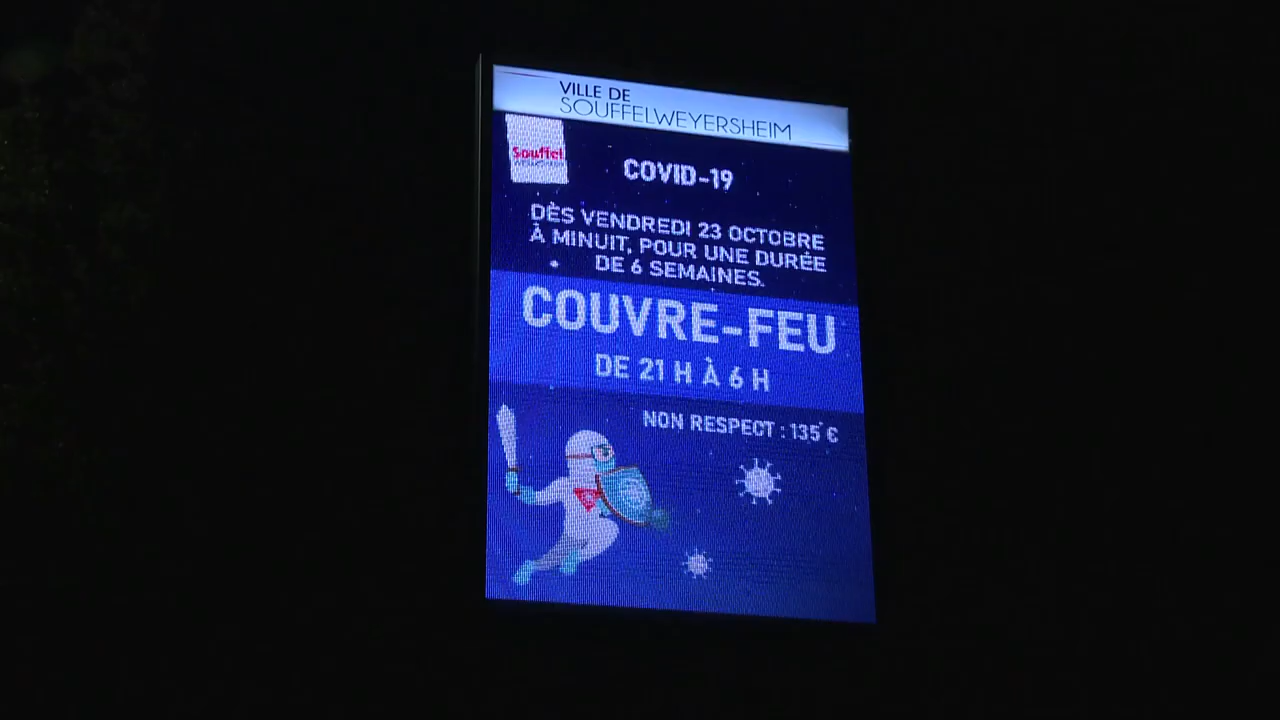 VILLE DE
SOUFFELWEYERSHEIM
Souffel
COVID-19
DÈS VENDREDI 23 OCTOBRE
À MINUIT, POUR UNE DURÉE
DE 6 SEMAINES.
COUVRE-FEU
DE 21 H À 6 H
NON RESPECT : 135 €